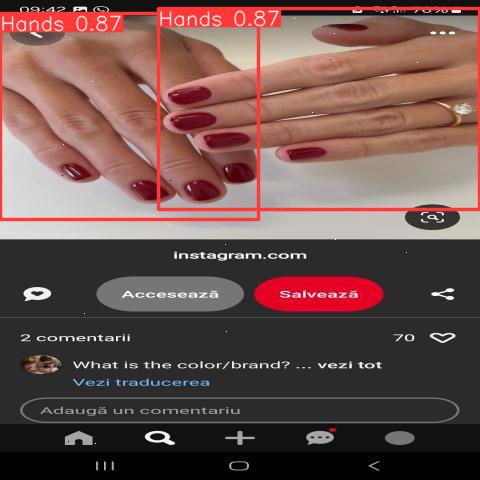 09:42
Hands 0.87
Hands 0.87
instagram.com
Accesează
Salvează
2 comentarii
70
What is the color/brand? ... vezi tot
Vezi traducerea
Adaugă un comentariu